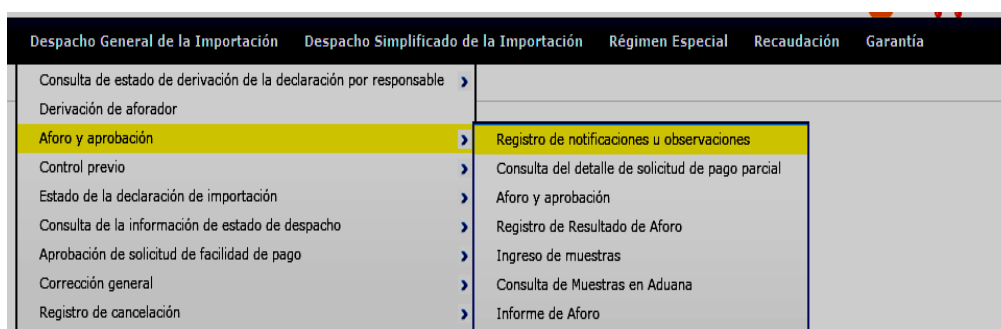 Despacho General de la Importación Despacho Simplificado de la Importación Régimen Especial Recaudación Garantía
Consulta de estado de derivación de la declaración por responsable
Derivación de aforador
Aforo y aprobación
Control previo
Estado de la declaración de importación
Consulta de la información de estado de despacho
Aprobación de solicitud de facilidad de pago
Corrección general
Registro de cancelación
Registro de notificaciones u observaciones
Consulta del detalle de solicitud de pago parcial
Aforo y aprobación
Registro de Resultado de Aforo
Ingreso de muestras
Consulta de Muestras en Aduana
Informe de Aforo